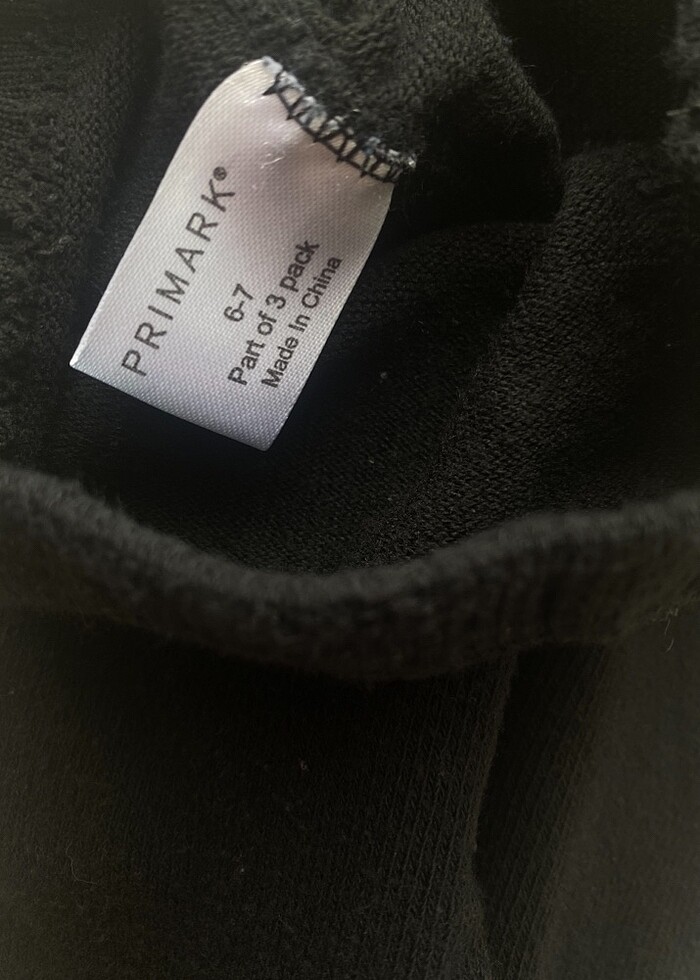 PRIMARK®
6-7
Part of 3 pack
Made In China